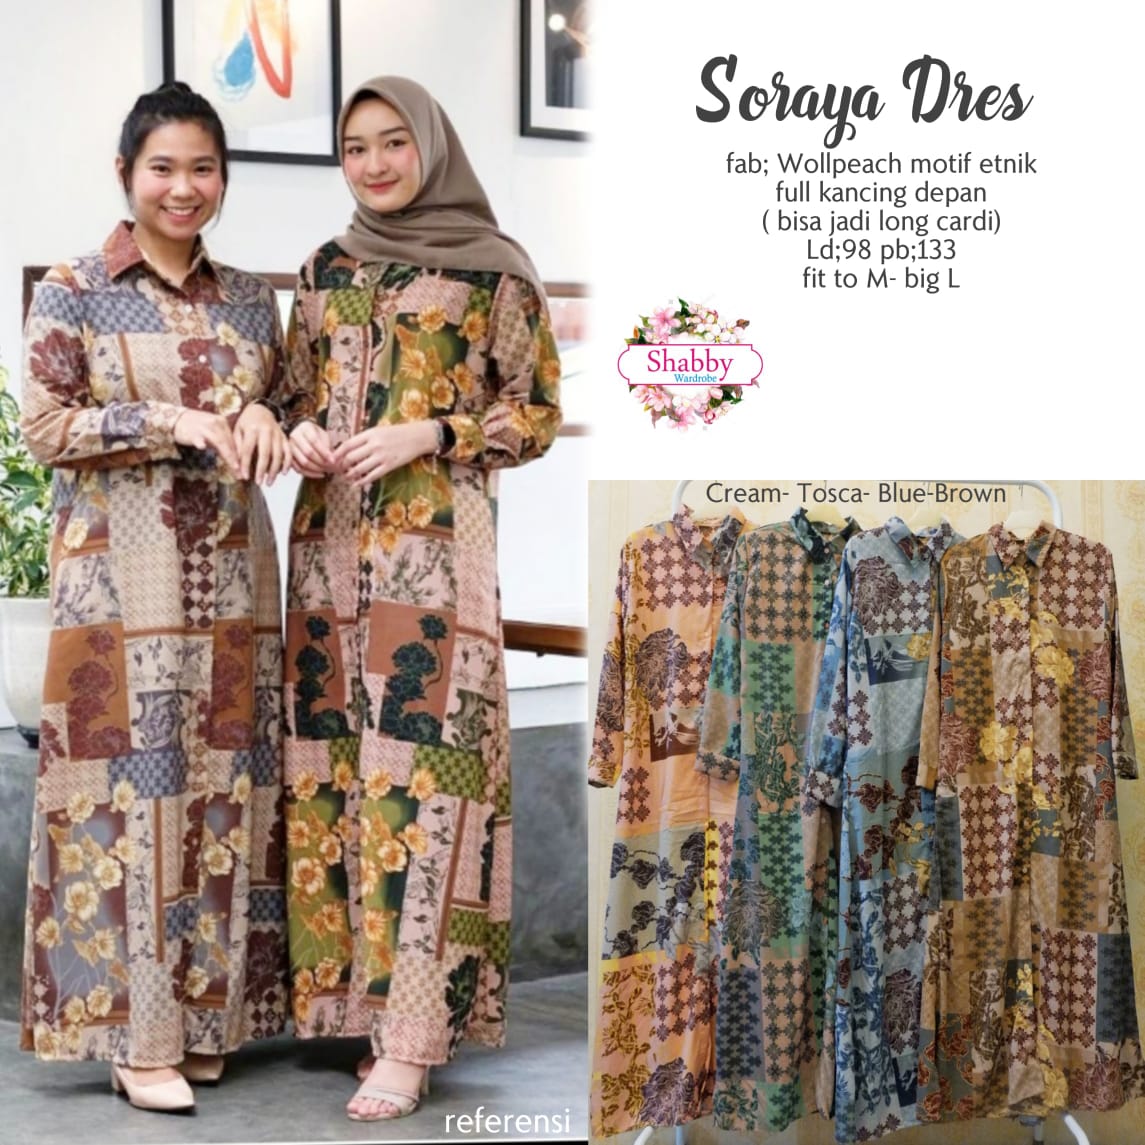 Soraya Dres
fab; Wollpeach motif etnik
full kancing depan
( bisa jadi long cardi)
Ld;98 pb;133
fit to M- big L
Shabby
Wardrobe
Cream- Tosca- Blue-Brown
referensi